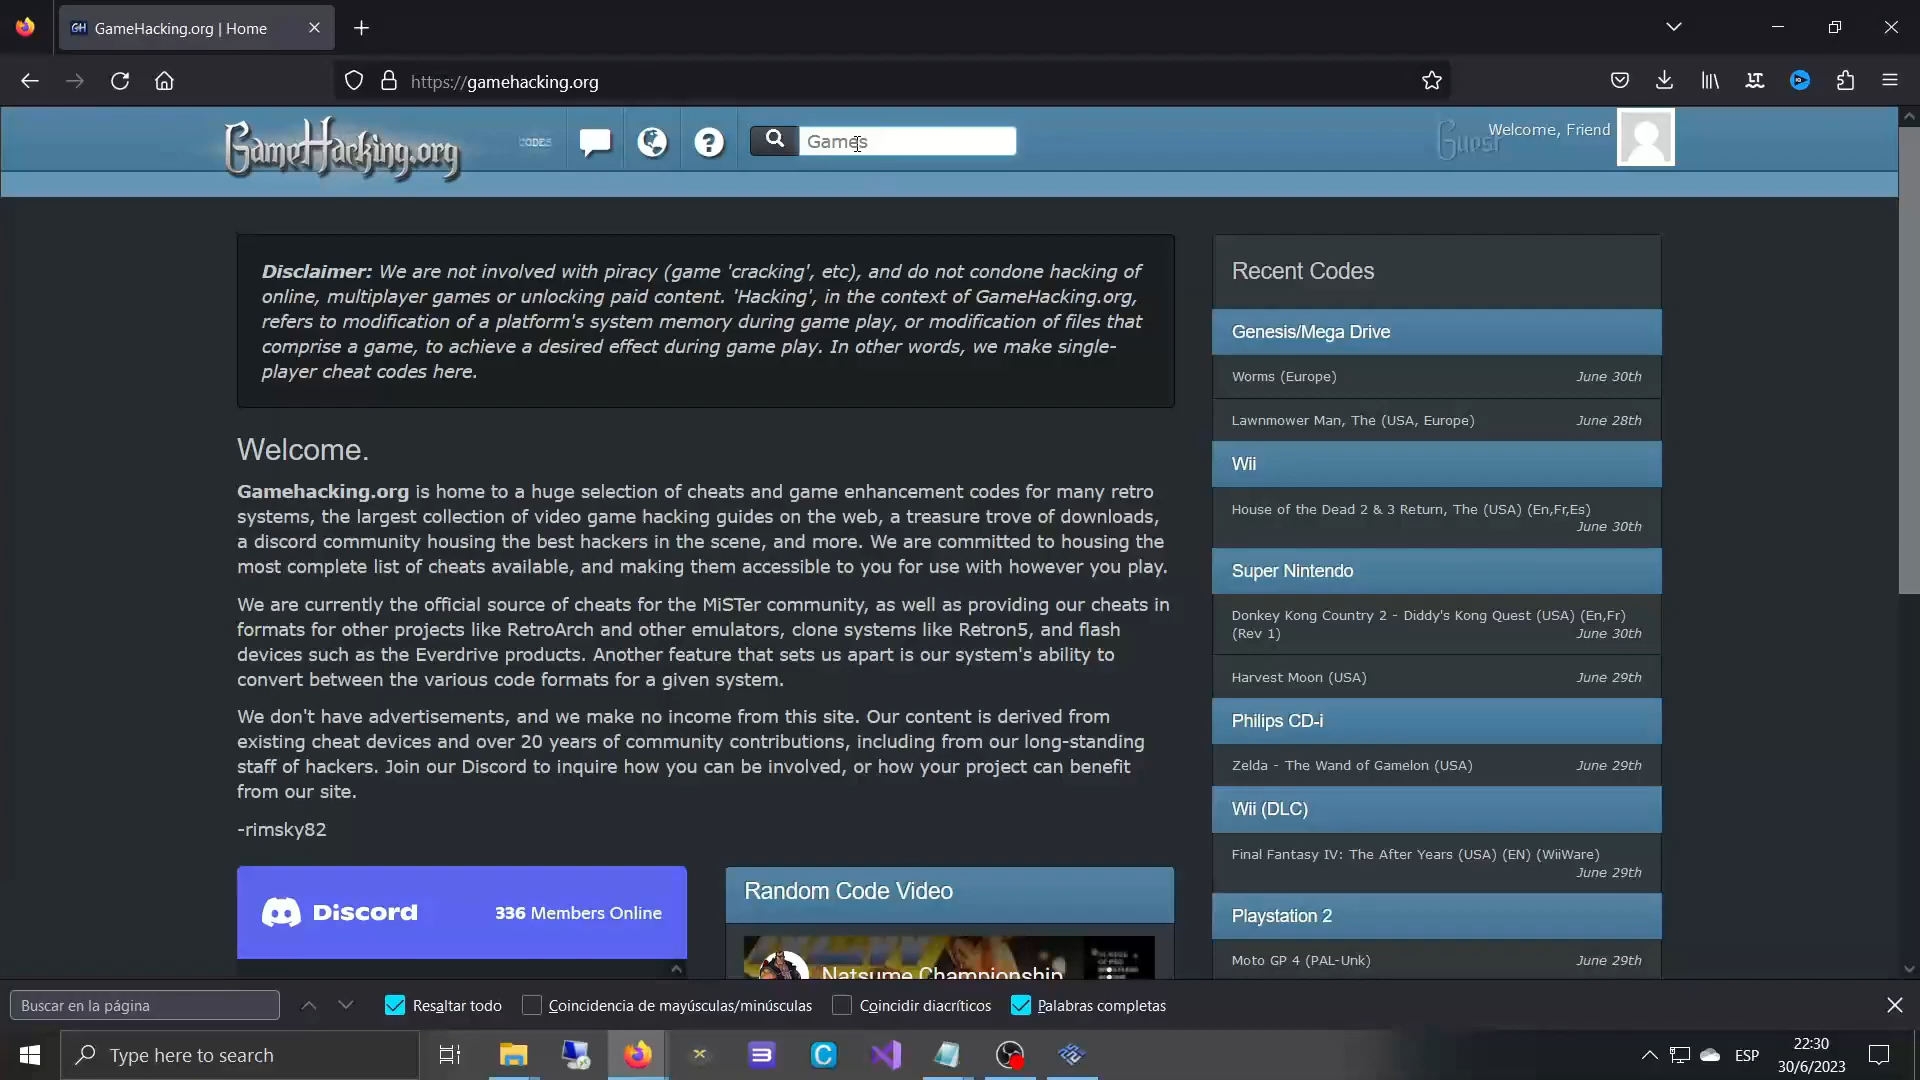 GH GameHacking.org | Home
https://gamehacking.org
GameHacking.org
CODES
Games
Guest
Welcome, Friend
Disclaimer: We are not involved with piracy (game 'cracking', etc), and do not condone hacking of
online, multiplayer games or unlocking paid content. 'Hacking', in the context of GameHacking.org,
refers to modification of a platform's system memory during game play, or modification of files that
comprise a game, to achieve a desired effect during game play. In other words, we make single-
player cheat codes here.
Welcome.
Gamehacking.org is home to a huge selection of cheats and game enhancement codes for many retro
systems, the largest collection of video game hacking guides on the web, a treasure trove of downloads,
a discord community housing the best hackers in the scene, and more. We are committed to housing the
most complete list of cheats available, and making them accessible to you for use with however you play.
We are currently the official source of cheats for the MiSTer community, as well as providing our cheats in
formats for other projects like RetroArch and other emulators, clone systems like Retron5, and flash
devices such as the Everdrive products. Another feature that sets us apart is our system's ability to
convert between the various code formats for a given system.
We don't have advertisements, and we make no income from this site. Our content is derived from
existing cheat devices and over 20 years of community contributions, including from our long-standing
staff of hackers. Join our Discord to inquire how you can be involved, or how your project can benefit
from our site.
-rimsky82
Discord 336 Members Online
Random Code Video
Natsume Championship
Recent Codes
Genesis/Mega Drive
Worms (Europe) June 30th
Lawnmower Man, The (USA, Europe) June 28th
Wii
House of the Dead 2 & 3 Return, The (USA) (En,Fr,Es)
June 30th
Super Nintendo
Donkey Kong Country 2 - Diddy's Kong Quest (USA) (En,Fr)
(Rev 1) June 30th
Harvest Moon (USA) June 29th
Philips CD-i
Zelda - The Wand of Gamelon (USA) June 29th
Wii (DLC)
Final Fantasy IV: The After Years (USA) (EN) (WiiWare)
June 29th
Playstation 2
Moto GP 4 (PAL-Unk) June 29th
Buscar en la página
Resaltar todo
Coincidencia de mayúsculas/minúsculas
Coincidir diacríticos
Palabras completas
Type here to search
ESP
22:30
30/6/2023